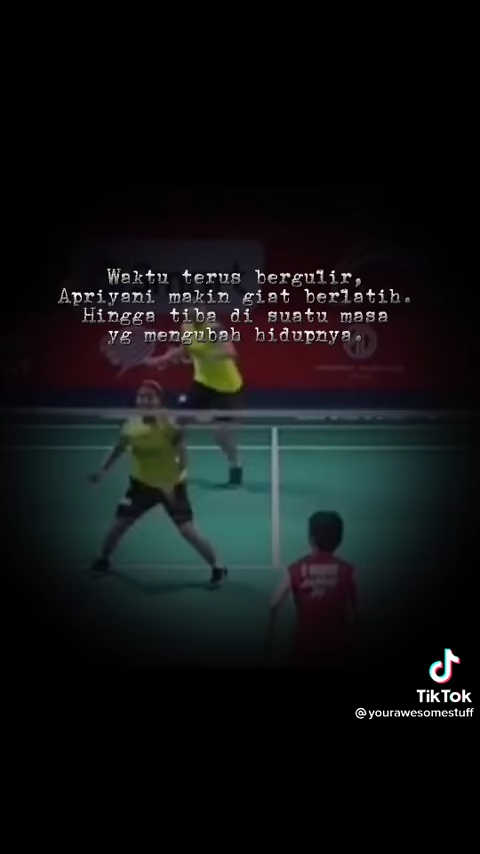 Waktu terus bergulir,
Apriyani makin giat berlatih.
Hingga tiba di suatu masa
yg mengubah hidupnya.
TikTok
@yourawesomestuff